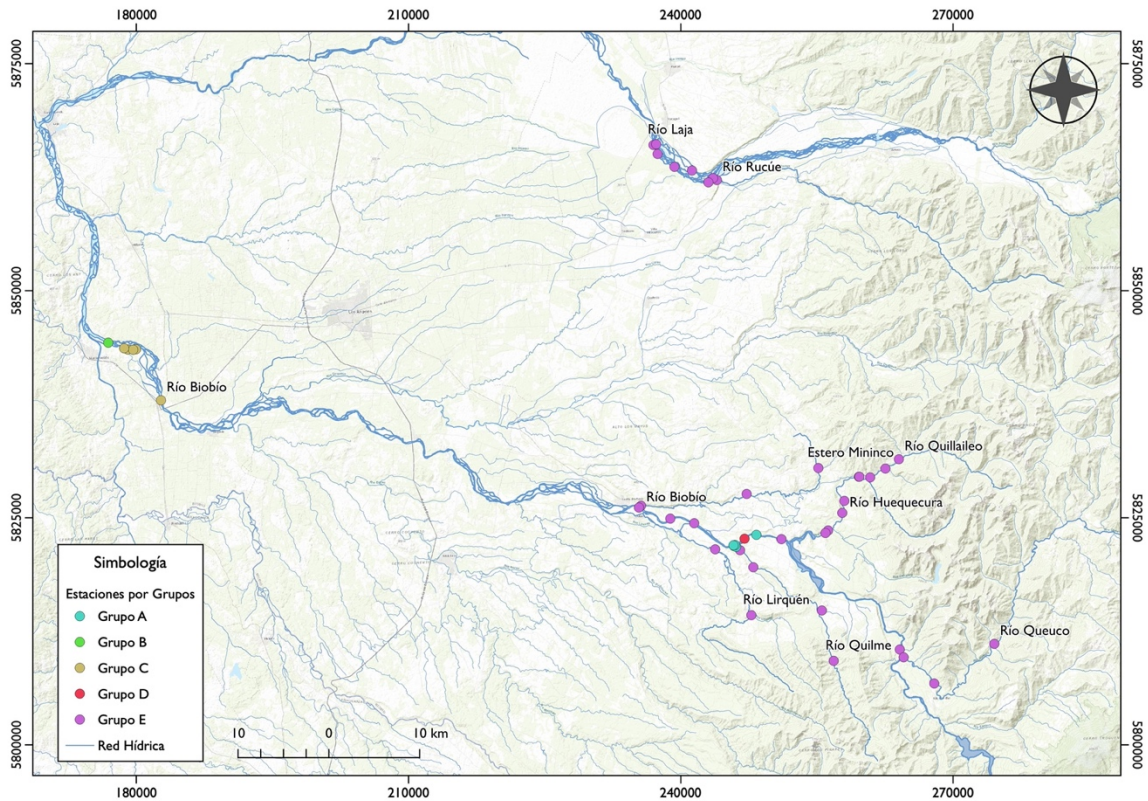 180000
210000
240000
270000
5875000
5875000
Río Laja
Río Rucúe
5850000
5850000
Río Biobío
Estero Mininco
Río Quillaileo
Río Biobío
Río Huequecura
5825000
5825000
Simbología
Estaciones por Grupos
Grupo A
Grupo B
Grupo C
Grupo D
Grupo E
Red Hídrica
Río Lirquén
Río Quilme
Río Queuco
10
0
10 km
5800000
5800000
180000
210000
240000
270000